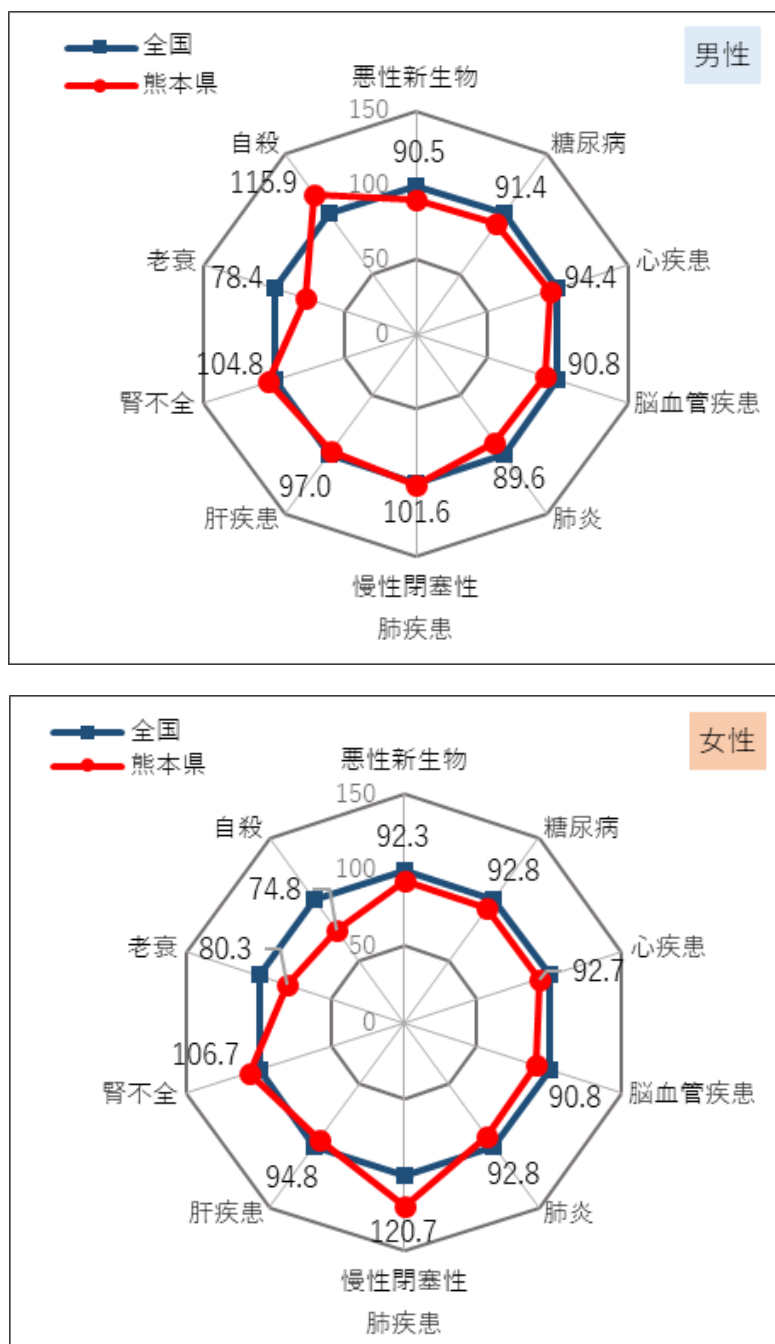 全国
熊本県
男性
悪性新生物
150
自殺
糖尿病
90.5
115.9
100
91.4
老衰
心疾患
78.4
50
94.4
0
104.8
90.8
腎不全
脳血管疾患
97.0
89.6
肝疾患
101.6
肺炎
慢性閉塞性
肺疾患
全国
熊本県
女性
悪性新生物
150
自殺
糖尿病
92.3
74.8
100
92.8
老衰
心疾患
80.3
50
92.7
0
106.7
腎不全
90.8
脳血管疾患
94.8
92.8
肝疾患
120.7
肺炎
慢性閉塞性
肺疾患